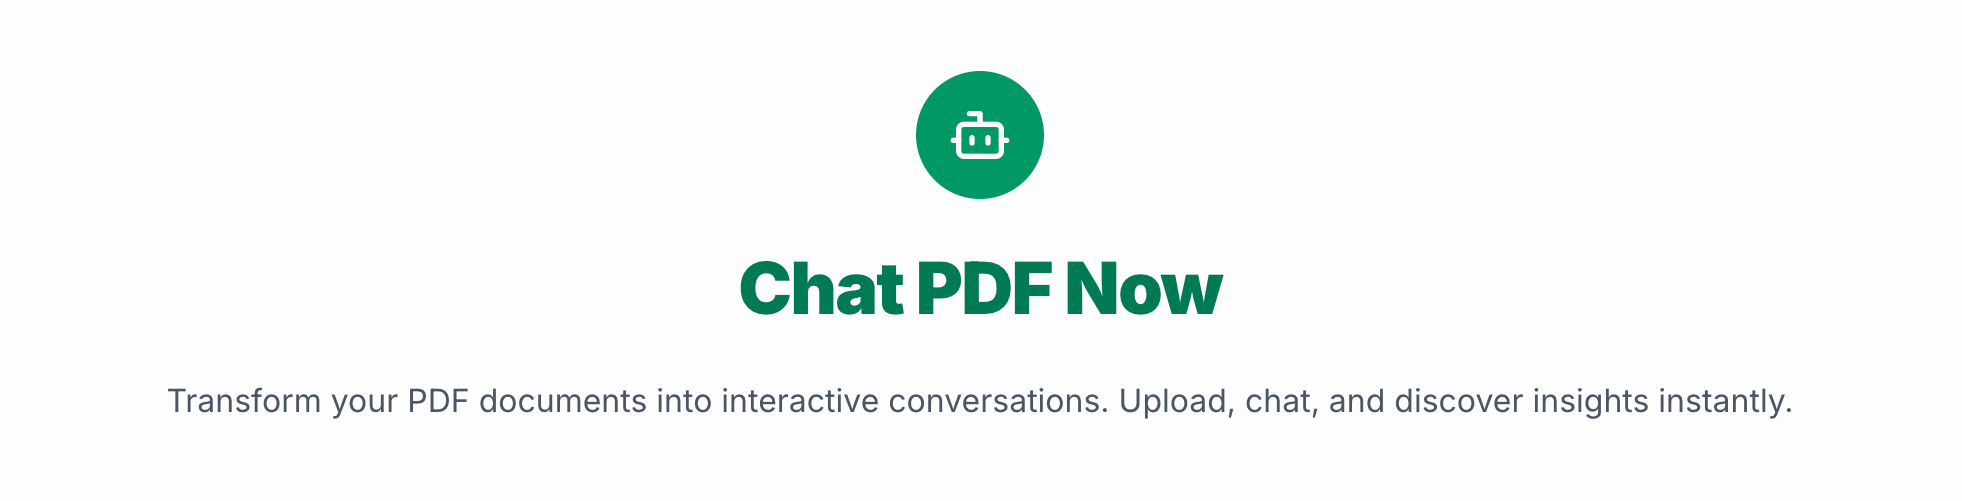 Chat PDF Now
Transform your PDF documents into interactive conversations. Upload, chat, and discover insights instantly.